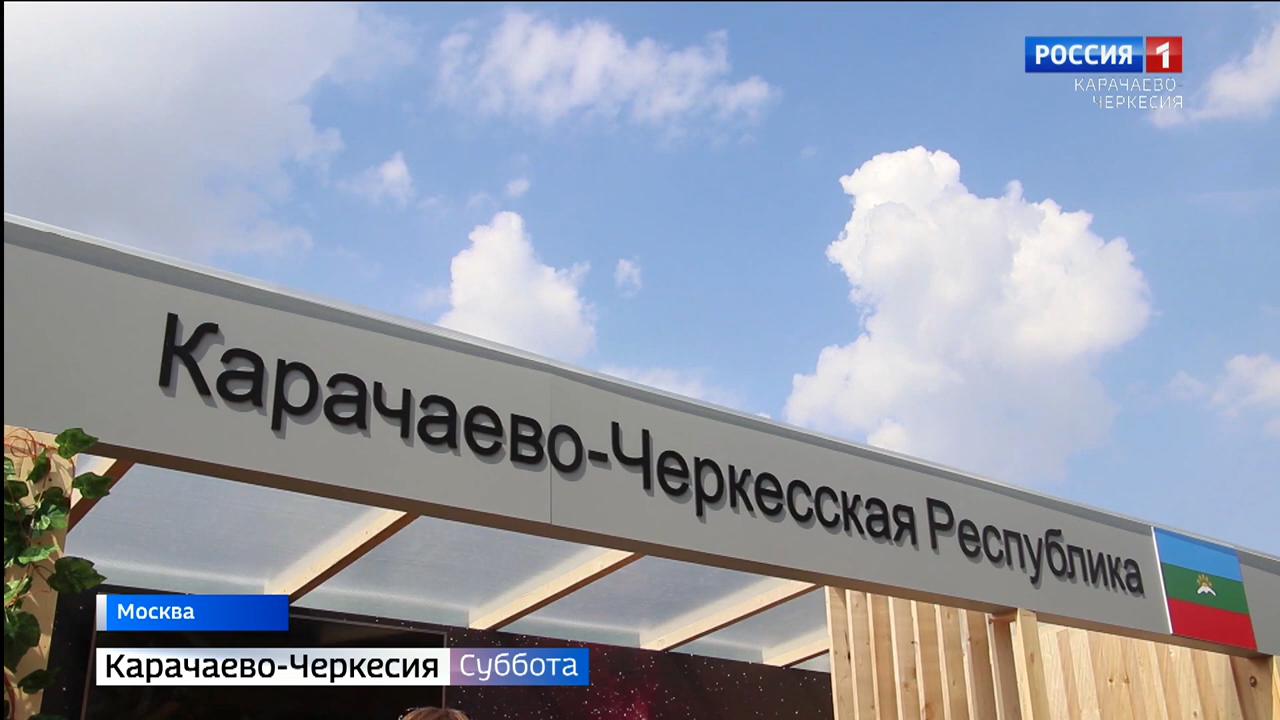 РОССИЯ 1
КАРАЧАЕВО-
ЧЕРКЕСИЯ
Карачаево-Черкесская Республика
Москва
Карачаево-Черкесия Суббота